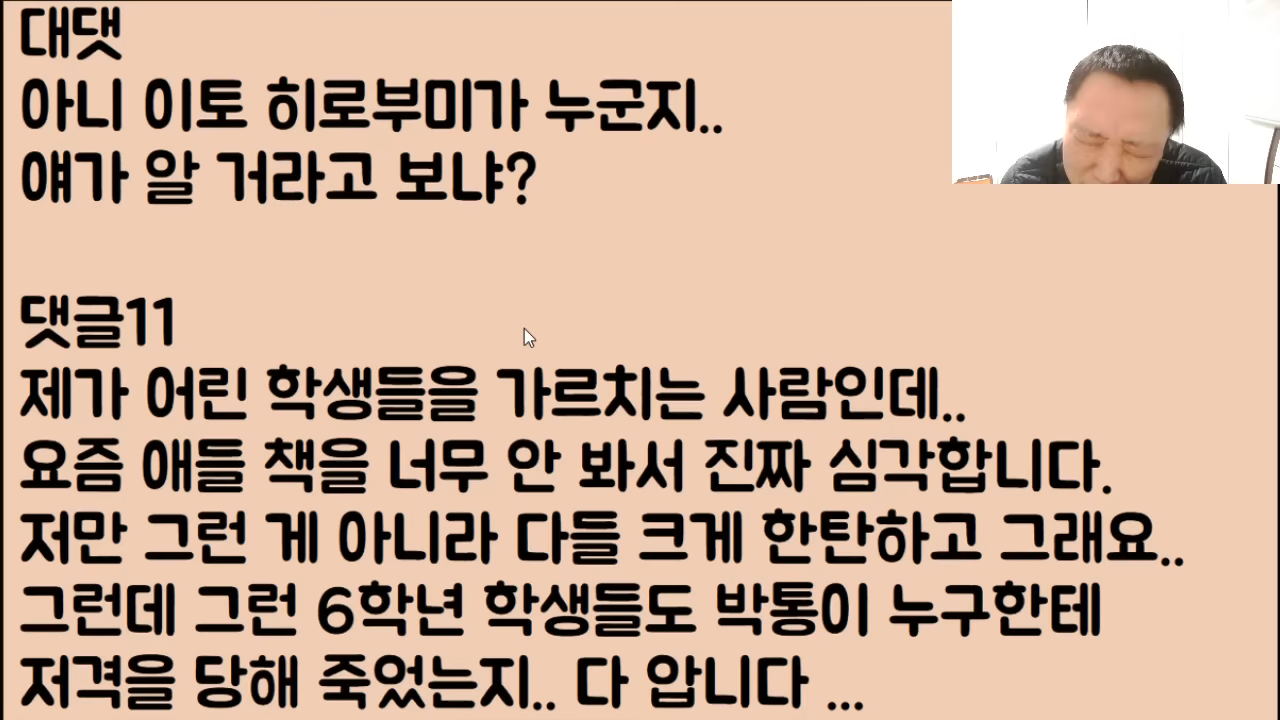 대댓
아니 이토 히로부미가 누군지..
얘가 알 거라고 보냐?
댓글11
제가 어린 학생들을 가르치는 사람인데..
요즘 애들 책을 너무 안 봐서 진짜 심각합니다.
저만 그런 게 아니라 다들 크게 한탄하고 그래요..
그런데 그런 6학년 학생들도 박통이 누구한테
저격을 당해 죽었는지.. 다 압니다 ...